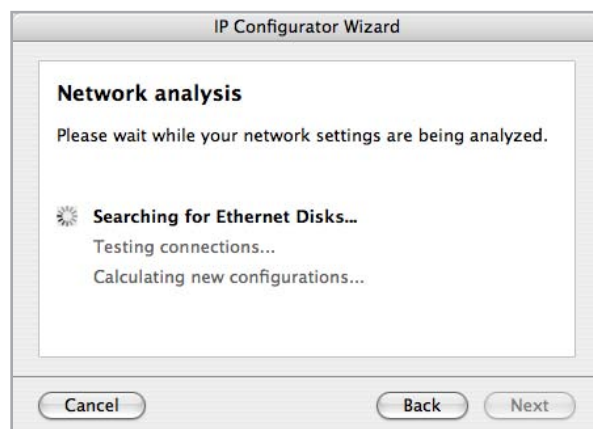 IP Configurator Wizard
Network analysis
Please wait while your network settings are being analyzed.
Searching for Ethernet Disks...
Testing connections...
Calculating new configurations...
Cancel
Back
Next